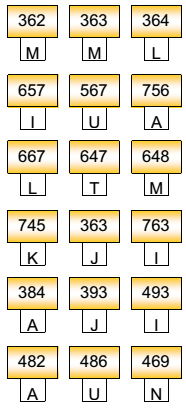 362 363 364
M M L
657 567 756
I U A
667 647 648
L T M
745 363 763
K J I
384 393 493
A J I
482 486 469
A U N